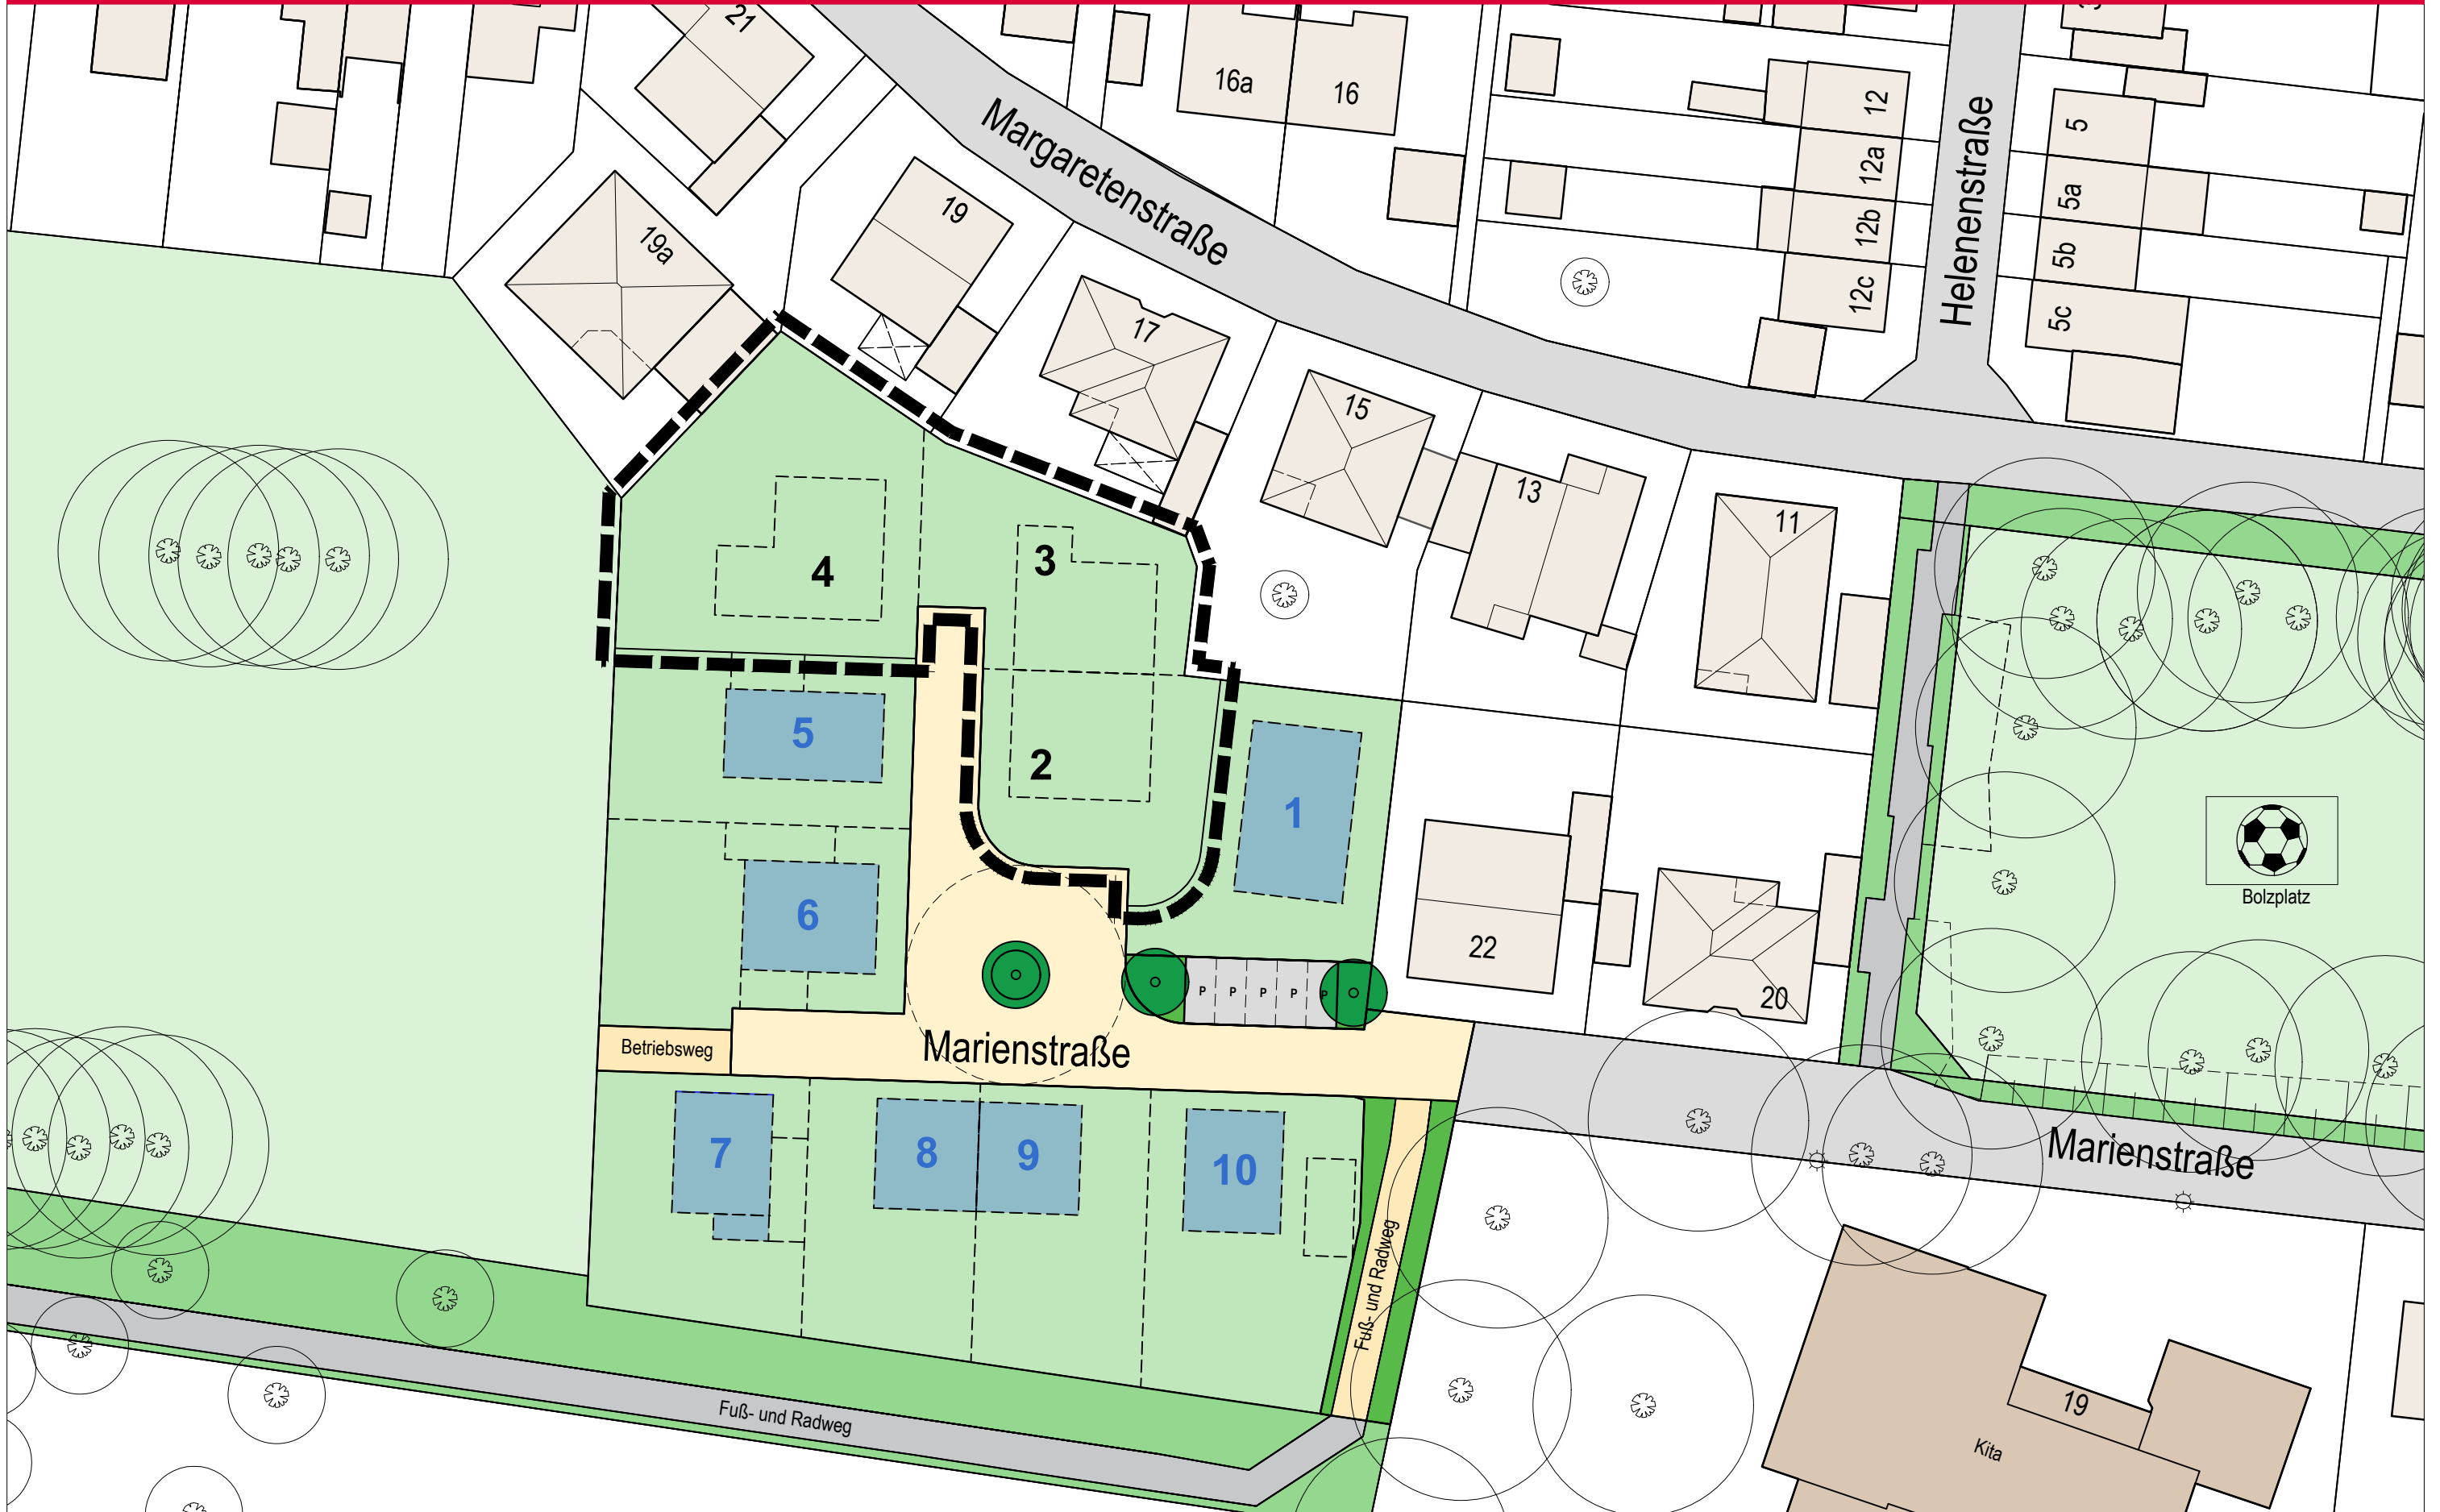 21
16a
16
12
12a
12b
12c
5
5a
5b
5c
Helenenstraße
Margaretenstraße
19a
19
17
15
13
11
4
3
2
5
1
6
22
20
Bolzplatz
P P P P P
Betriebsweg
Marienstraße
Marienstraße
7
8
9
10
Fuß- und Radweg
Fuß- und Radweg
19
Kita